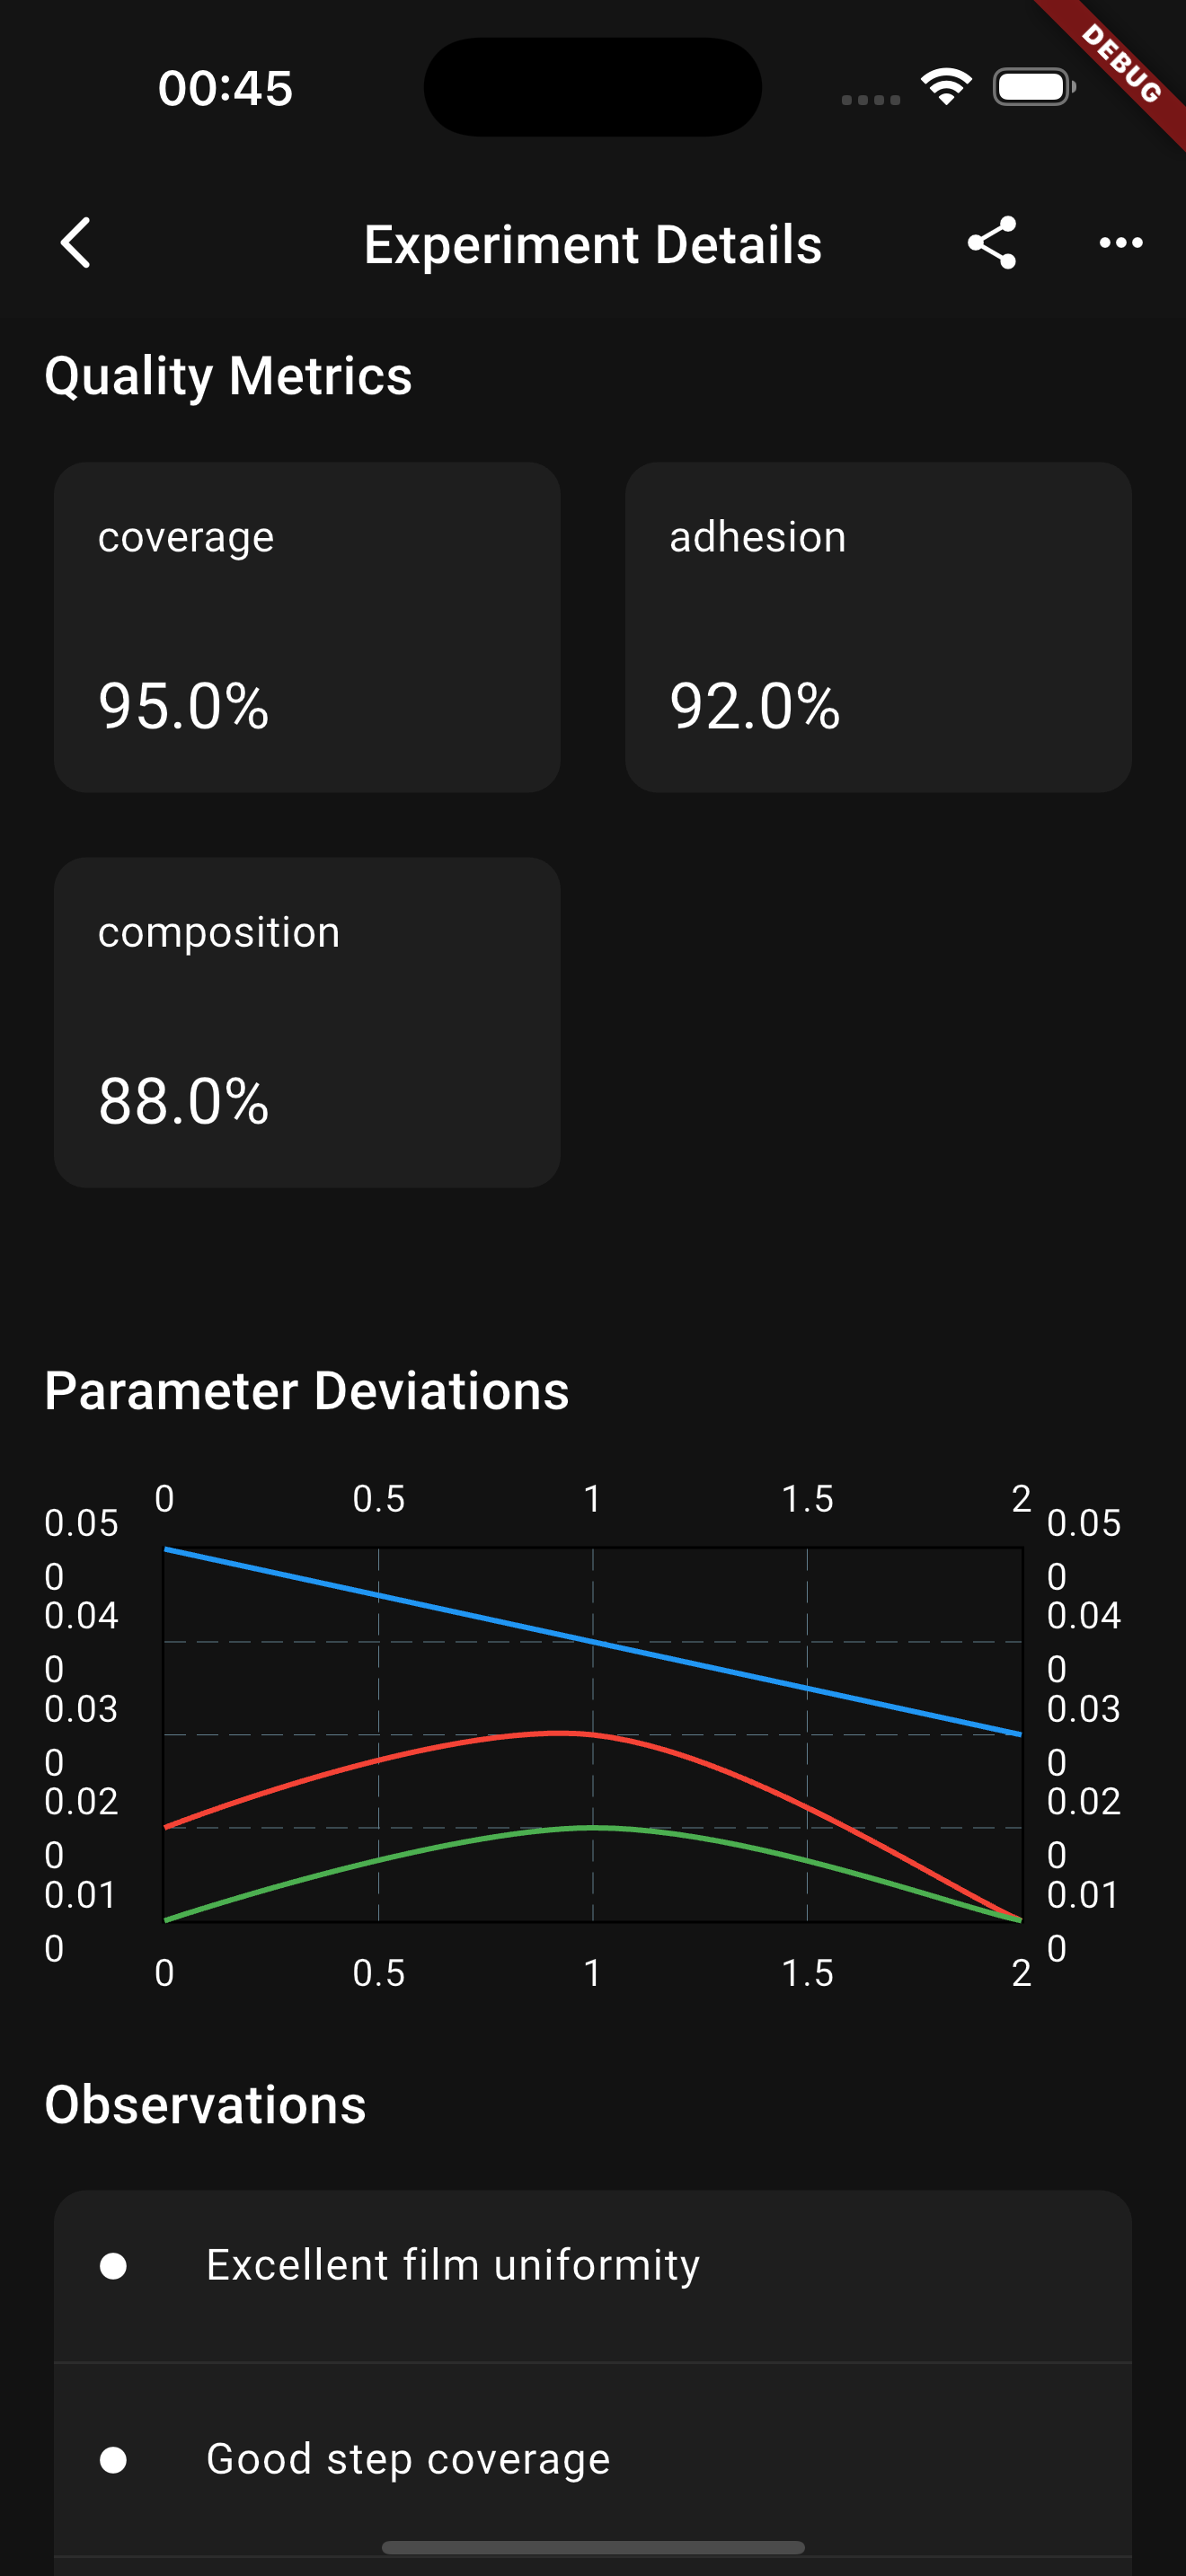 00:45
DEBUG
Experiment Details
Quality Metrics
coverage
adhesion
95.0%
92.0%
composition
88.0%
Parameter Deviations
0 0.5 1 1.5 2
0.05
0
0.04
0
0.03
0
0.02
0
0.01
0
0.05
0
0.04
0
0.03
0
0.02
0
0.01
0
0 0.5 1 1.5 2
Observations
Excellent film uniformity
Good step coverage